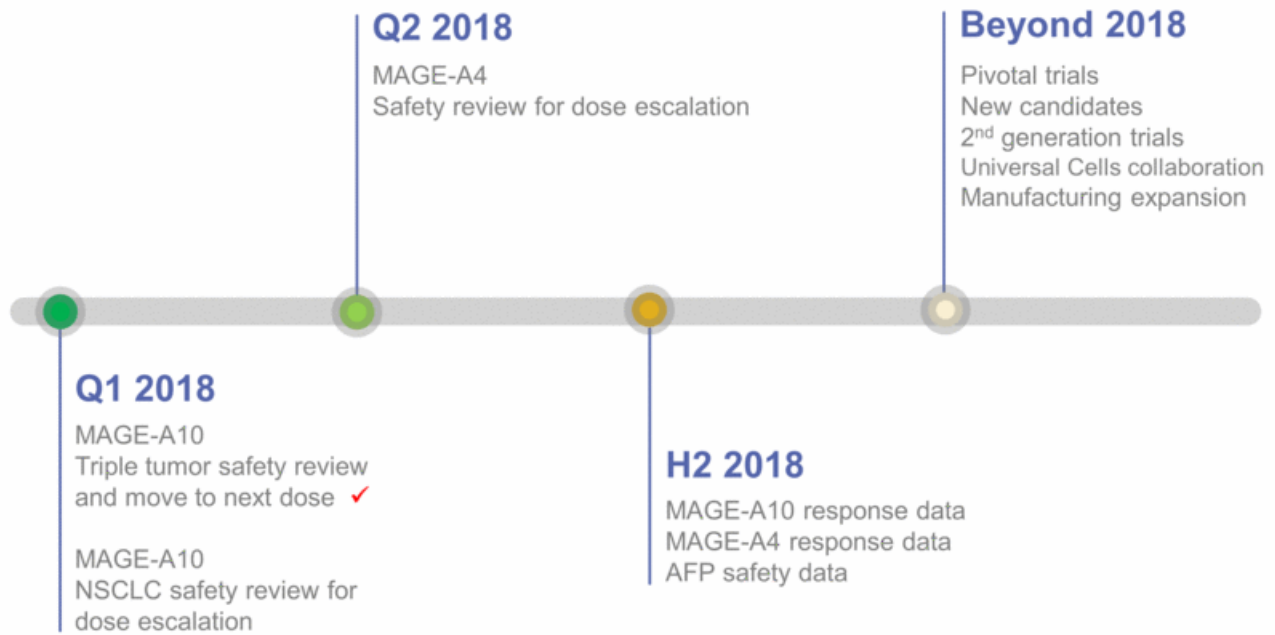 Q1 2018
MAGE-A10
Triple tumor safety review
and move to next dose ✓
MAGE-A10
NSCLC safety review for
dose escalation
Q2 2018
MAGE-A4
Safety review for dose escalation
H2 2018
MAGE-A10 response data
MAGE-A4 response data
AFP safety data
Beyond 2018
Pivotal trials
New candidates
2nd generation trials
Universal Cells collaboration
Manufacturing expansion